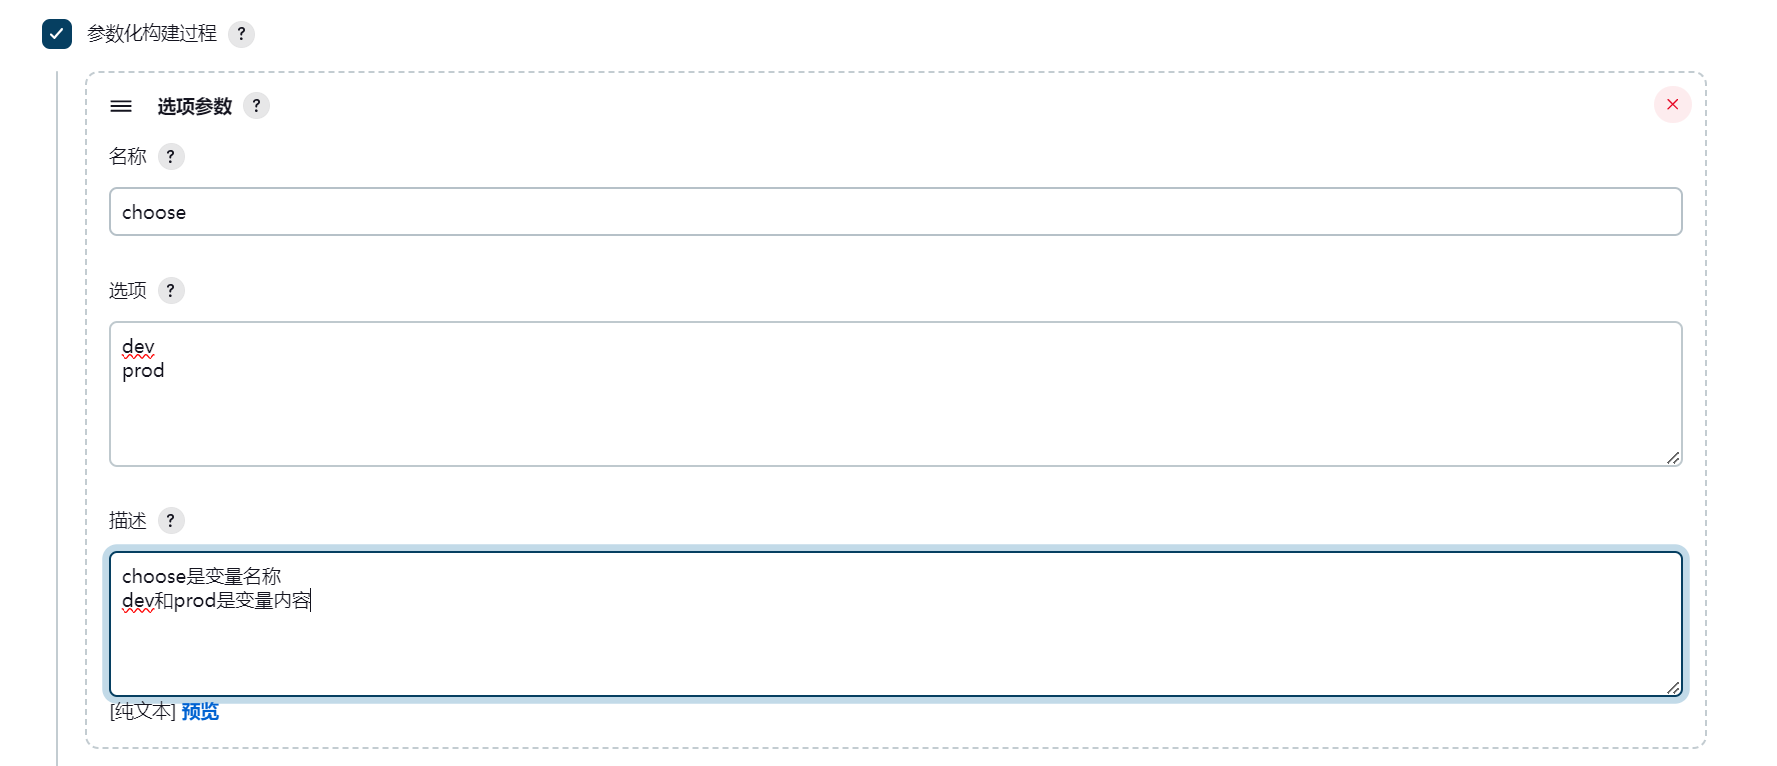 参数化构建过程 ?
选项参数 ?
名称 ?
choose
选项 ?
dev
prod
描述 ?
choose是变量名称
dev和prod是变量内容
[纯文本] 预览